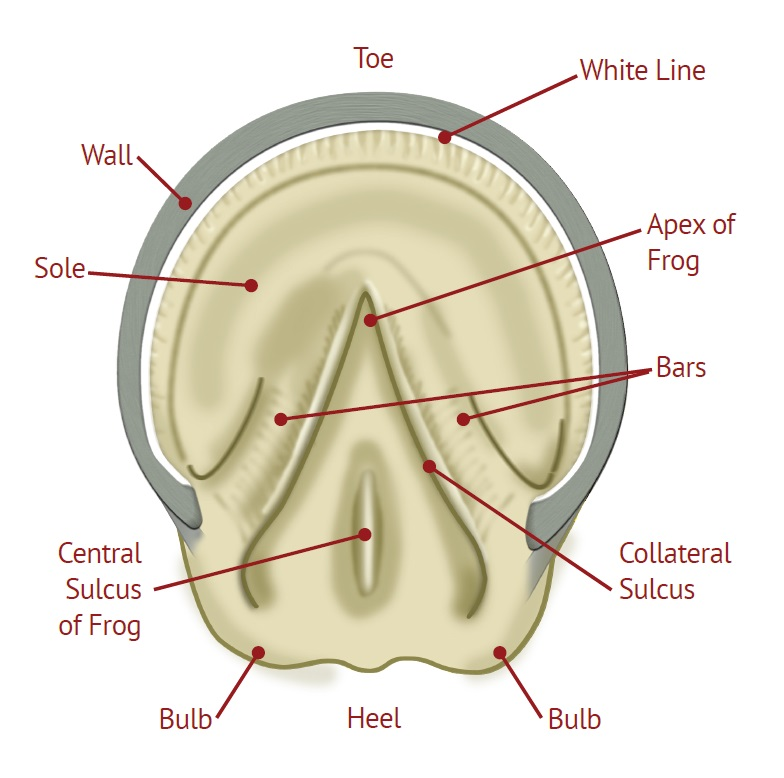 Toe
White Line
Wall
Apex of
Frog
Sole
Bars
Central
Sulcus
of Frog
Collateral
Sulcus
Bulb
Heel
Bulb